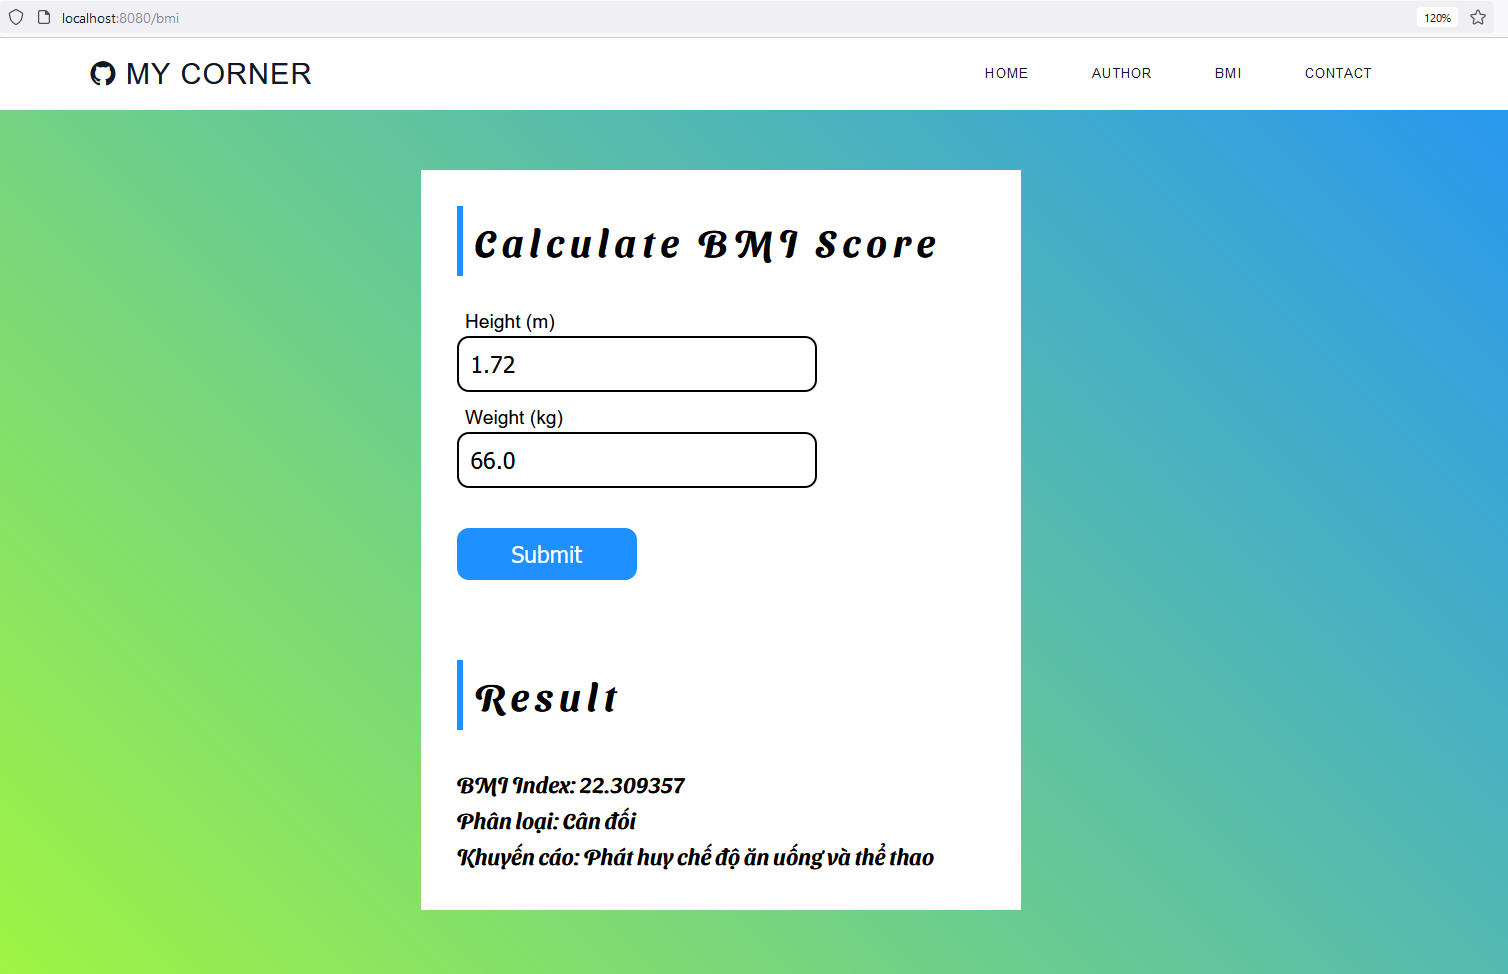 localhost:8080/bmi
120%
MY CORNER
HOME
AUTHOR
BMI
CONTACT
Calculate BMI Score
Height (m)
1.72
Weight (kg)
66.0
Submit
Result
BMI Index: 22.309357
Phân loại: Cân đối
Khuyến cáo: Phát huy chế độ ăn uống và thể thao